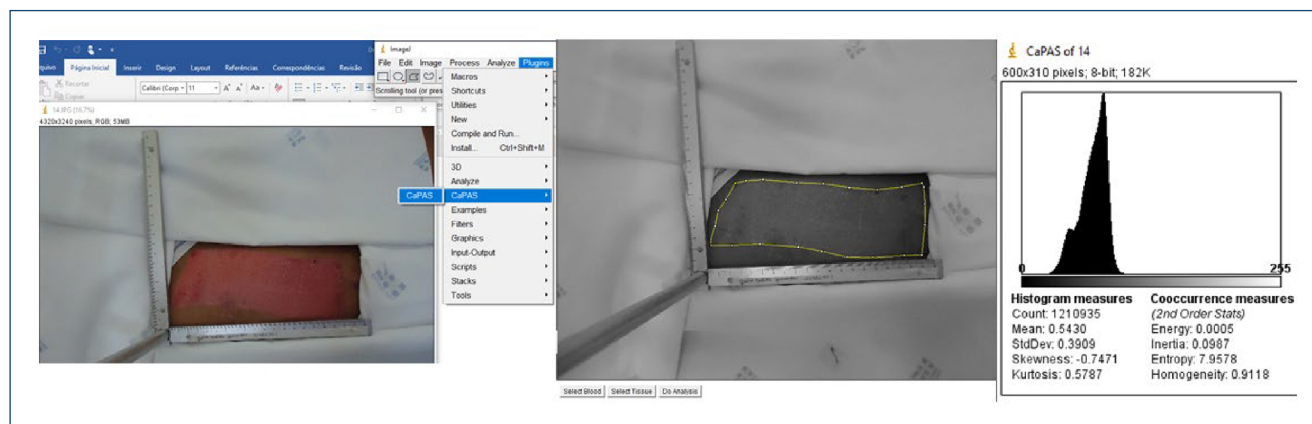 Página Inicial
Inserir
Design
Layout
Referências
Correspondências
Revisão
Recortar
Copiar
Calibri (Corp
11
14.JPG (16.7%)
4320x3240 pixels; RGB; 53MB
ImageJ
File Edit Image Process Analyze Plugins
Scrolling tool (or pres
Macros
Shortcuts
Utilities
New
Compile and Run...
Install... Ctrl+Shift+M
3D
Analyze
CaPAS
CaPAS
Examples
Filters
Graphics
Input-Output
Scripts
Stacks
Tools
Select Blood Select Tissue Do Analysis
CaPAS of 14
600x310 pixels; 8-bit; 182K
0 255
Histogram measures
Count: 1210935
Mean: 0.5430
StdDev: 0.3909
Skewness: -0.7471
Kurtosis: 0.5787
Cooccurrence measures
(2nd Order Stats)
Energy: 0.0005
Inertia: 0.0987
Entropy: 7.9578
Homogeneity: 0.9118